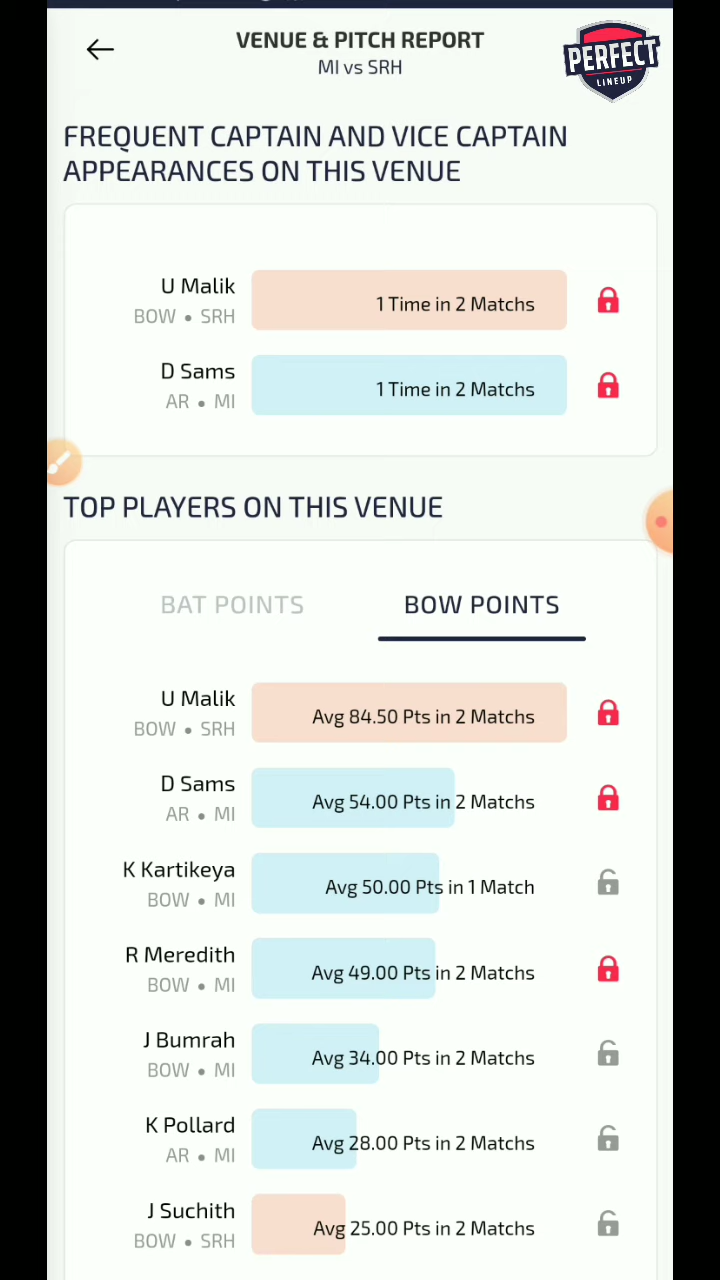 VENUE & PITCH REPORT
MI vs SRH
PERFECT
LINEUP
FREQUENT CAPTAIN AND VICE CAPTAIN
APPEARANCES ON THIS VENUE
U Malik
BOW • SRH
1 Time in 2 Matchs
D Sams
AR • MI
1 Time in 2 Matchs
TOP PLAYERS ON THIS VENUE
BAT POINTS
BOW POINTS
U Malik
BOW • SRH
Avg 84.50 Pts in 2 Matchs
D Sams
AR • MI
Avg 54.00 Pts in 2 Matchs
K Kartikeya
BOW • MI
Avg 50.00 Pts in 1 Match
R Meredith
BOW • MI
Avg 49.00 Pts in 2 Matchs
J Bumrah
BOW • MI
Avg 34.00 Pts in 2 Matchs
K Pollard
AR • MI
Avg 28.00 Pts in 2 Matchs
J Suchith
BOW • SRH
Avg 25.00 Pts in 2 Matchs